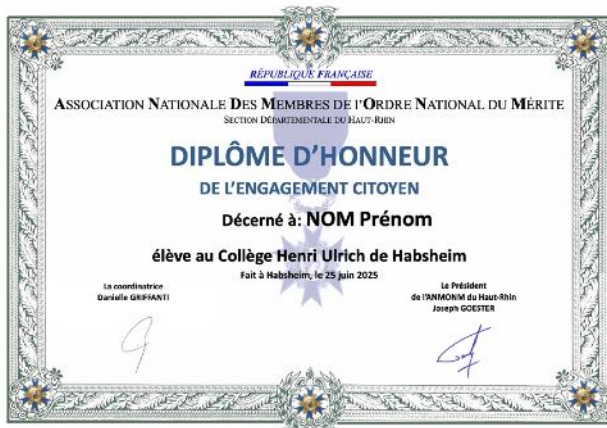 RÉPUBLIQUE FRANÇAISE
ASSOCIATION NATIONALE DES MEMBRES DE l'ORDRE NATIONAL DU MÉRITE
SECTION DÉPARTEMENTALE DU HAUT-RHIN
DIPLÔME D'HONNEUR
DE L'ENGAGEMENT CITOYEN
Décerné à: NOM Prénom
élève au Collège Henri Ulrich de Habsheim
Fait à Habsheim, le 25 juin 2025
La coordinatrice
Danielle GRIFFANTI
Le Président
de l'ANMONM du Haut-Rhin
Joseph GOESTER